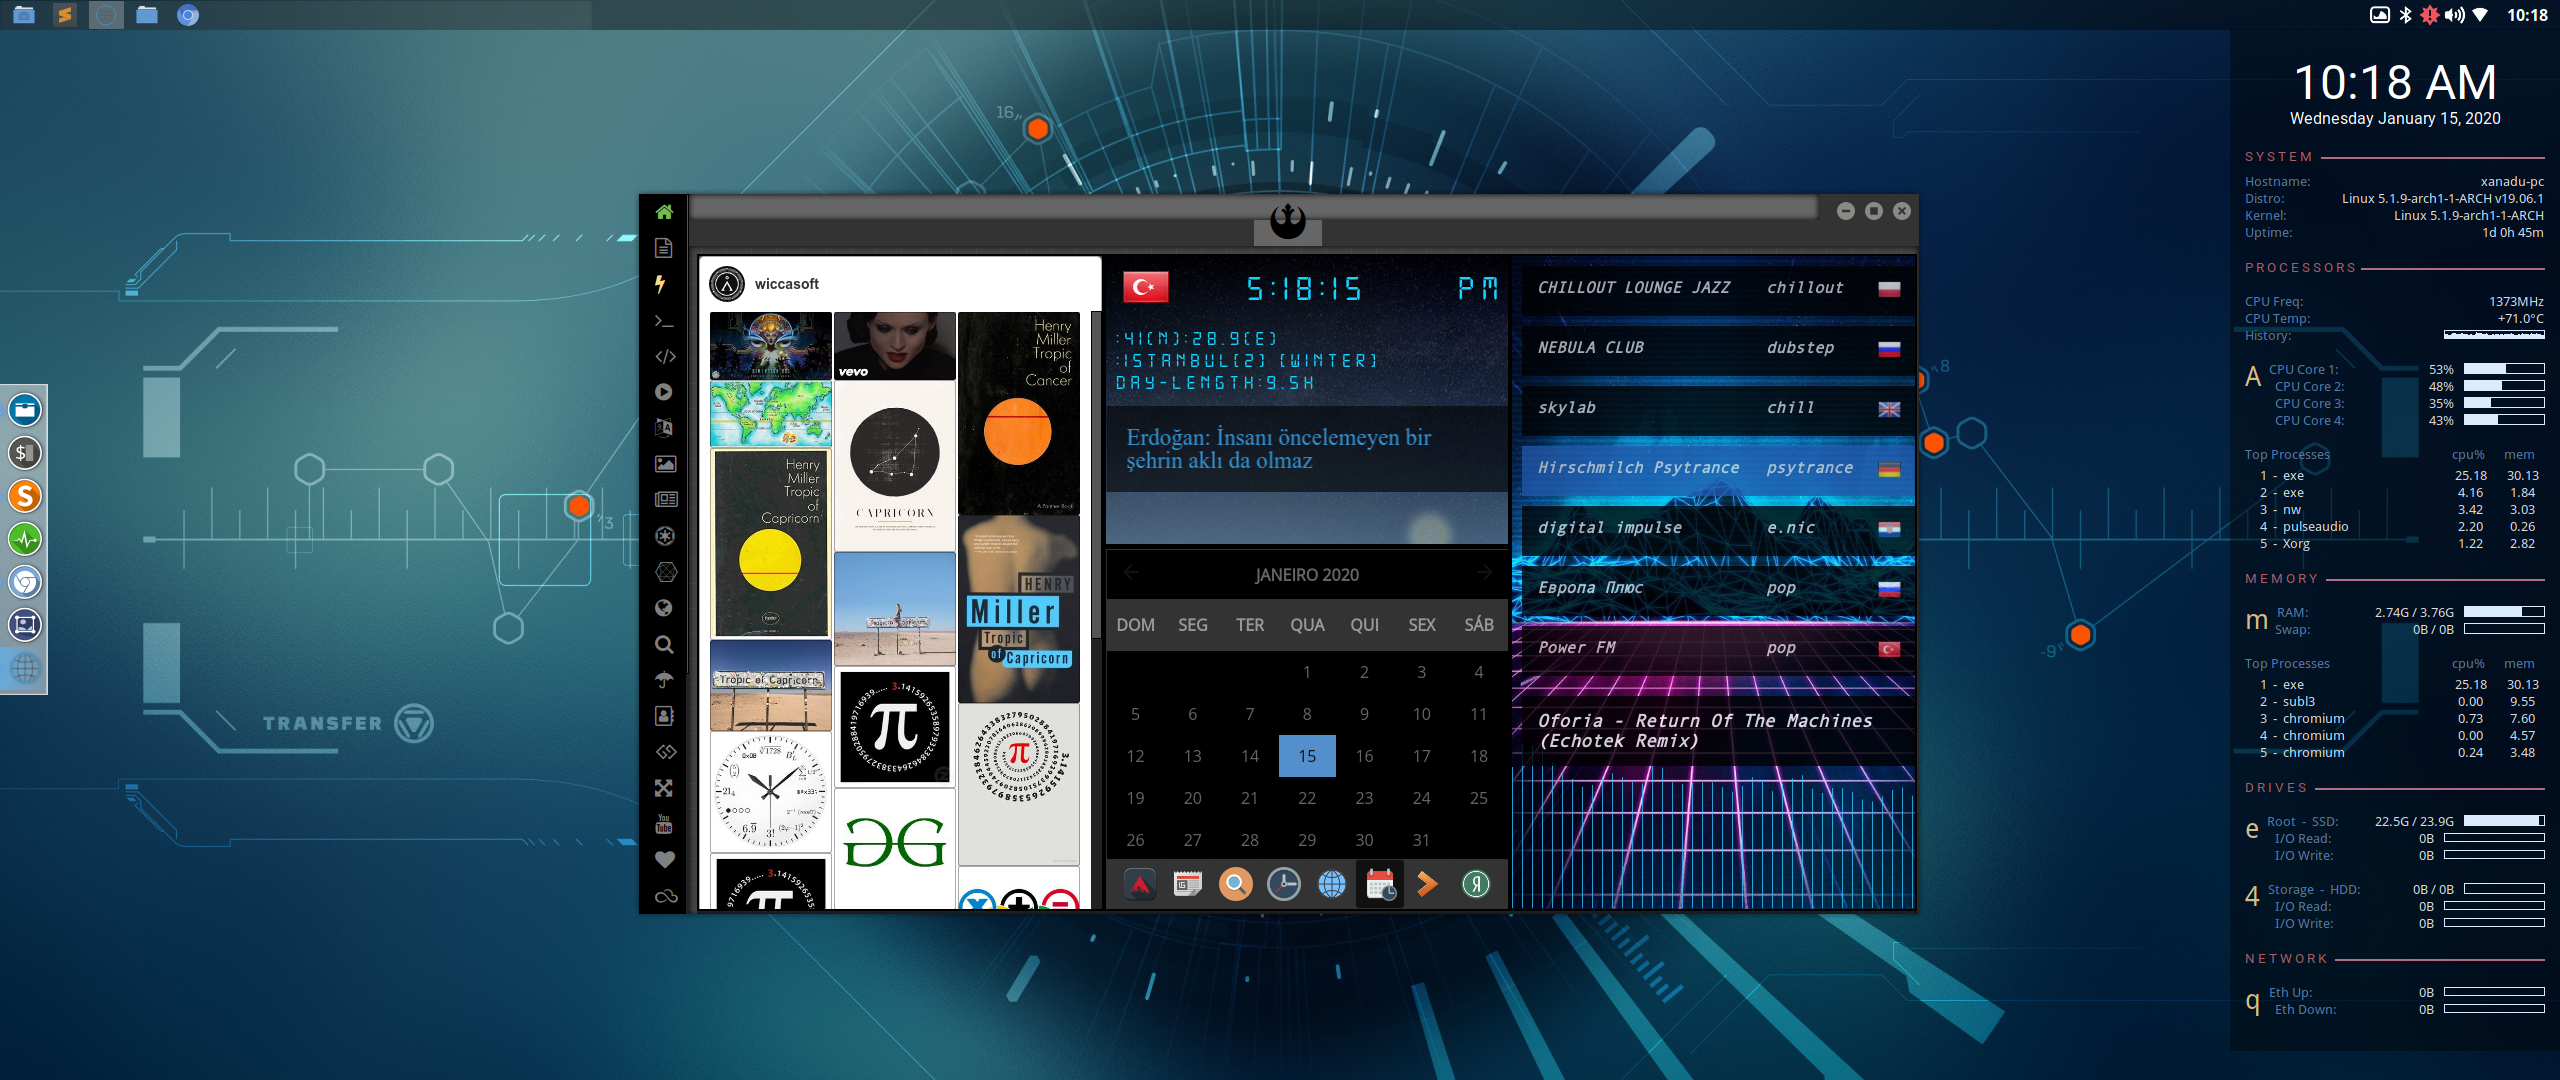 10:18
10:18 AM
Wednesday January 15, 2020
SYSTEM
Hostname: xanadu-pc
Distro: Linux 5.1.9-arch1-1-ARCH v19.06.1
Kernel: Linux 5.1.9-arch1-1-ARCH
Uptime: 1d 0h 45m
PROCESSORS
CPU Freq: 1373MHz
CPU Temp: +71.0°C
History:
A CPU Core 1: 53%
CPU Core 2: 48%
CPU Core 3: 35%
CPU Core 4: 43%
Top Processes cpu% mem
1 - exe 25.18 30.13
2 - exe 4.16 1.84
3 - nw 3.42 3.03
4 - pulseaudio 2.20 0.26
5 - Xorg 1.22 2.82
MEMORY
m RAM: 2.74G / 3.76G
Swap: 0B / 0B
Top Processes cpu% mem
1 - exe 25.18 30.13
2 - subl3 0.00 9.55
3 - chromium 0.73 7.60
4 - chromium 0.00 4.57
5 - chromium 0.24 3.48
DRIVES
e Root - SSD: 22.5G / 23.9G
I/O Read: 0B
I/O Write: 0B
4 Storage - HDD: 0B / 0B
I/O Read: 0B
I/O Write: 0B
NETWORK
q Eth Up: 0B
Eth Down: 0B
16
8
3
-9
TRANSFER
You
Tube
wiccasoft
vevo
Henry
Miller
Tropic
of
Cancer
A Panther Book
Henry
Miller
Tropic
of
Capricorn
CAPRICORN
HENRY
Miller
Tropic
of Capricorn
Tropic of Capricorn
Tropic of Capricorn
π
π
5:18:15 PM
:41(N):28.9(E)
:ISTANBUL(2) (WINTER)
DAY-LENGTH:9.5H
Erdoğan: İnsanı öncelemeyen bir
şehrin aklı da olmaz
JANEIRO 2020
DOM SEG TER QUA QUI SEX SÁB
1 2 3 4
5 6 7 8 9 10 11
12 13 14 15 16 17 18
19 20 21 22 23 24 25
26 27 28 29 30 31
CHILLOUT LOUNGE JAZZ chillout
NEBULA CLUB dubstep
skylab chill
Hirschmilch Psytrance psytrance
digital impulse e.nic
Европа Плюс pop
Power FM pop
Oforia - Return Of The Machines
(Echotek Remix)